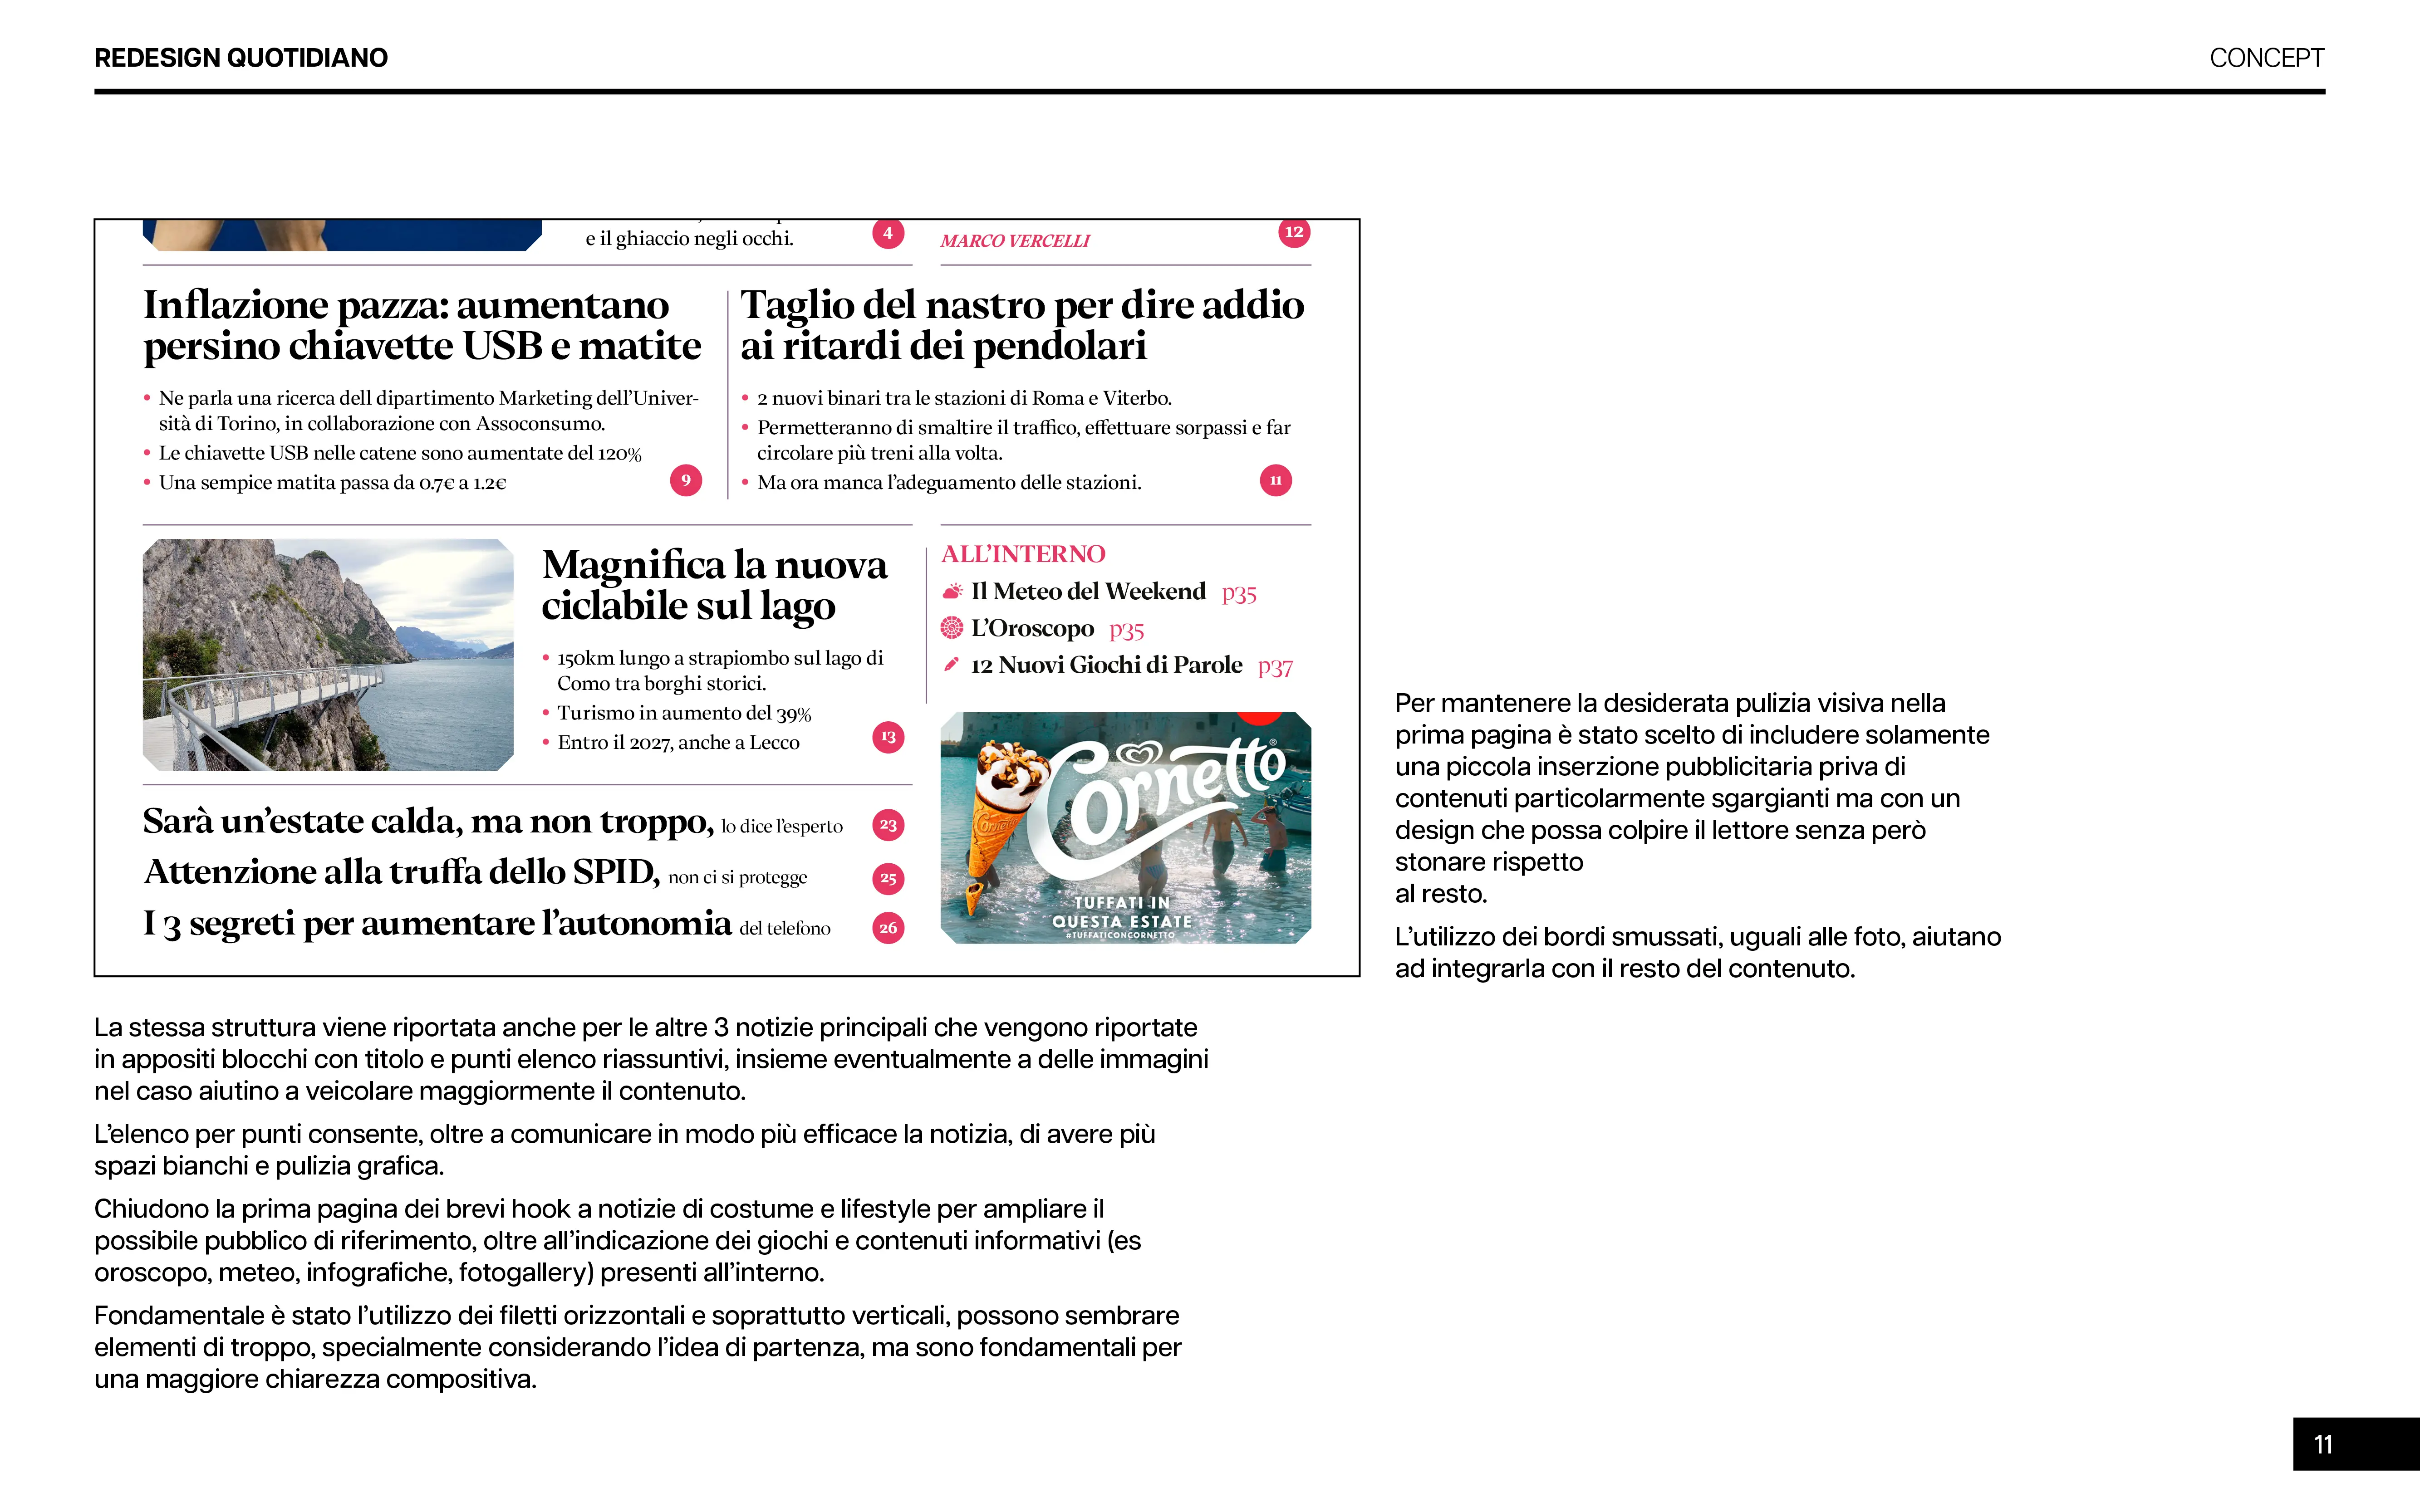 REDESIGN QUOTIDIANO
CONCEPT
e il ghiaccio negli occhi.
4
MARCO VERCELLI
12
Inflazione pazza: aumentano
persino chiavette USB e matite
• Ne parla una ricerca dell dipartimento Marketing dell’Univer-
sità di Torino, in collaborazione con Assoconsumo.
• Le chiavette USB nelle catene sono aumentate del 120%
• Una sempice matita passa da 0.7€ a 1.2€
9
Taglio del nastro per dire addio
ai ritardi dei pendolari
• 2 nuovi binari tra le stazioni di Roma e Viterbo.
• Permetteranno di smaltire il traffico, effettuare sorpassi e far
circolare più treni alla volta.
• Ma ora manca l’adeguamento delle stazioni.
11
Magnifica la nuova
ciclabile sul lago
• 150km lungo a strapiombo sul lago di
Como tra borghi storici.
• Turismo in aumento del 39%
• Entro il 2027, anche a Lecco
13
ALL’INTERNO
Il Meteo del Weekend p35
L’Oroscopo p35
12 Nuovi Giochi di Parole p37
Sarà un’estate calda, ma non troppo, lo dice l’esperto
23
Attenzione alla truffa dello SPID, non ci si protegge
25
I 3 segreti per aumentare l’autonomia del telefono
26
Cornetto®
Cornetto
TUFFATI IN
QUESTA ESTATE
#TUFFATICONCORNETTO
Per mantenere la desiderata pulizia visiva nella
prima pagina è stato scelto di includere solamente
una piccola inserzione pubblicitaria priva di
contenuti particolarmente sgargianti ma con un
design che possa colpire il lettore senza però
stonare rispetto
al resto.
L’utilizzo dei bordi smussati, uguali alle foto, aiutano
ad integrarla con il resto del contenuto.
La stessa struttura viene riportata anche per le altre 3 notizie principali che vengono riportate
in appositi blocchi con titolo e punti elenco riassuntivi, insieme eventualmente a delle immagini
nel caso aiutino a veicolare maggiormente il contenuto.
L’elenco per punti consente, oltre a comunicare in modo più efficace la notizia, di avere più
spazi bianchi e pulizia grafica.
Chiudono la prima pagina dei brevi hook a notizie di costume e lifestyle per ampliare il
possibile pubblico di riferimento, oltre all’indicazione dei giochi e contenuti informativi (es
oroscopo, meteo, infografiche, fotogallery) presenti all’interno.
Fondamentale è stato l’utilizzo dei filetti orizzontali e soprattutto verticali, possono sembrare
elementi di troppo, specialmente considerando l’idea di partenza, ma sono fondamentali per
una maggiore chiarezza compositiva.
11